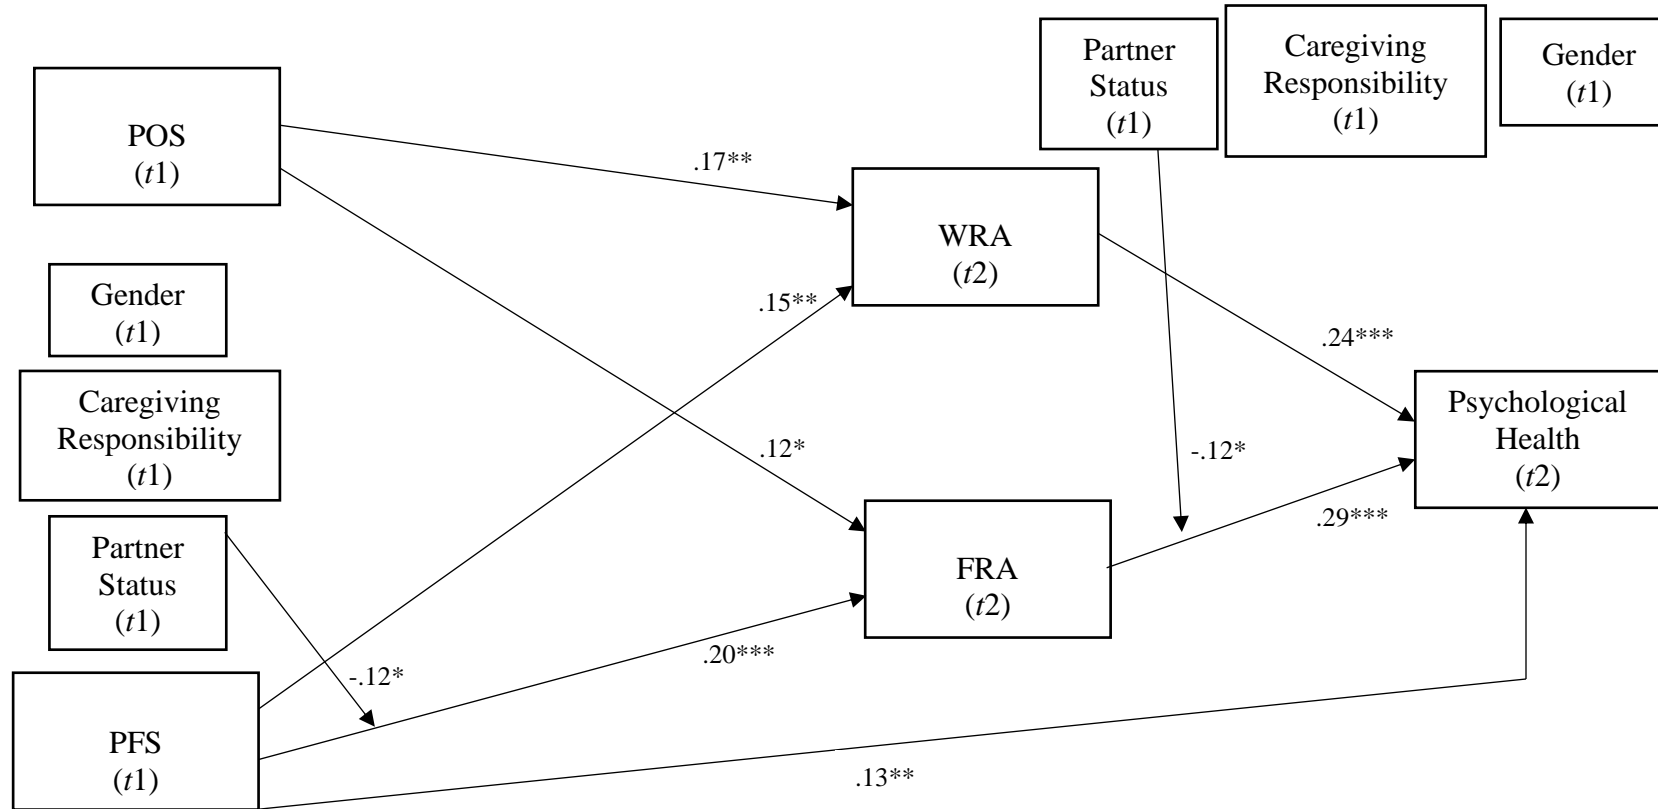 Partner
Status
(t1)
Caregiving
Responsibility
(t1)
Gender
(t1)
POS
(t1)
.17**
WRA
(t2)
Gender
(t1)
.15**
.24***
Caregiving
Responsibility
(t1)
Psychological
Health
(t2)
.12*
-.12*
.29***
Partner
Status
(t1)
FRA
(t2)
-.12*
.20***
PFS
(t1)
.13**